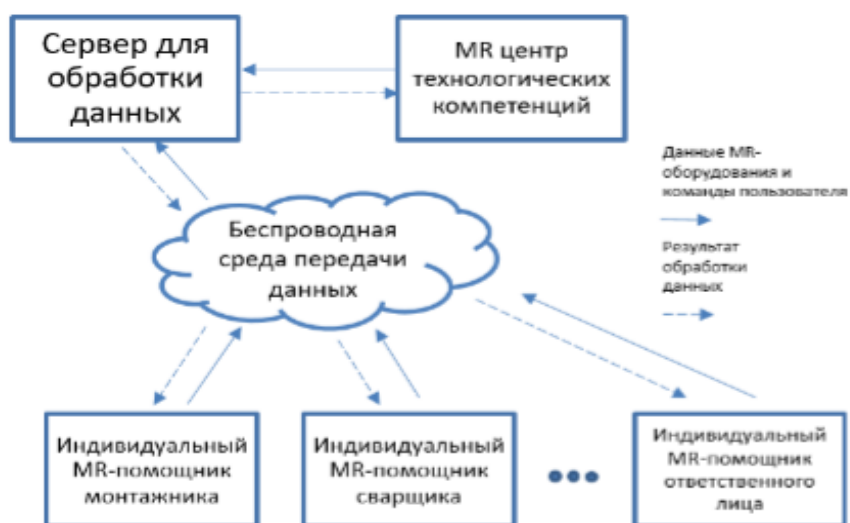 Сервер для
обработки
данных
MR центр
технологических
компетенций
Данные MR-
оборудования и
команды пользователя
Результат
обработки
данных
Беспроводная
среда передачи
данных
Индивидуальный
MR-помощник
монтажника
Индивидуальный
MR-помощник
сварщика
Индивидуальный
MR-помощник
ответственного
лица